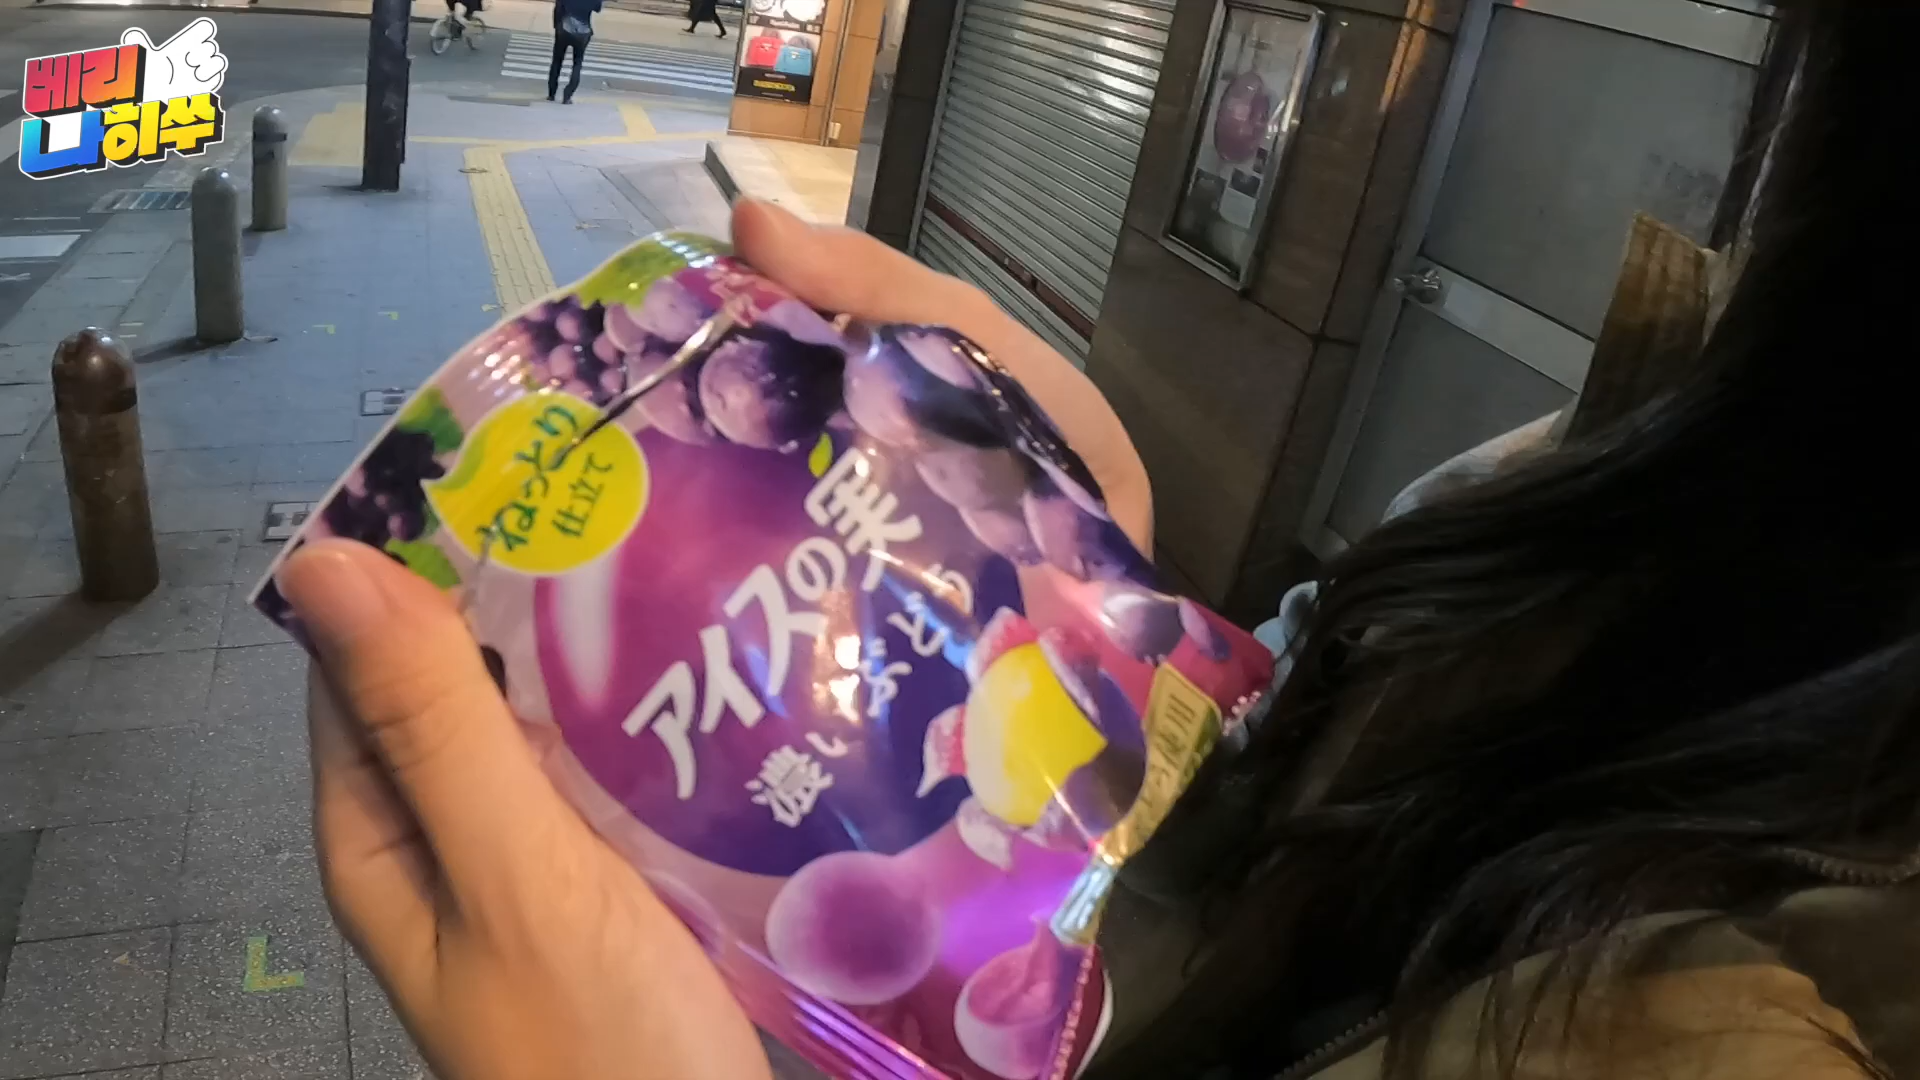 베리
나이쑤
ねっとり
仕立て
アイスの実
濃いぶどう